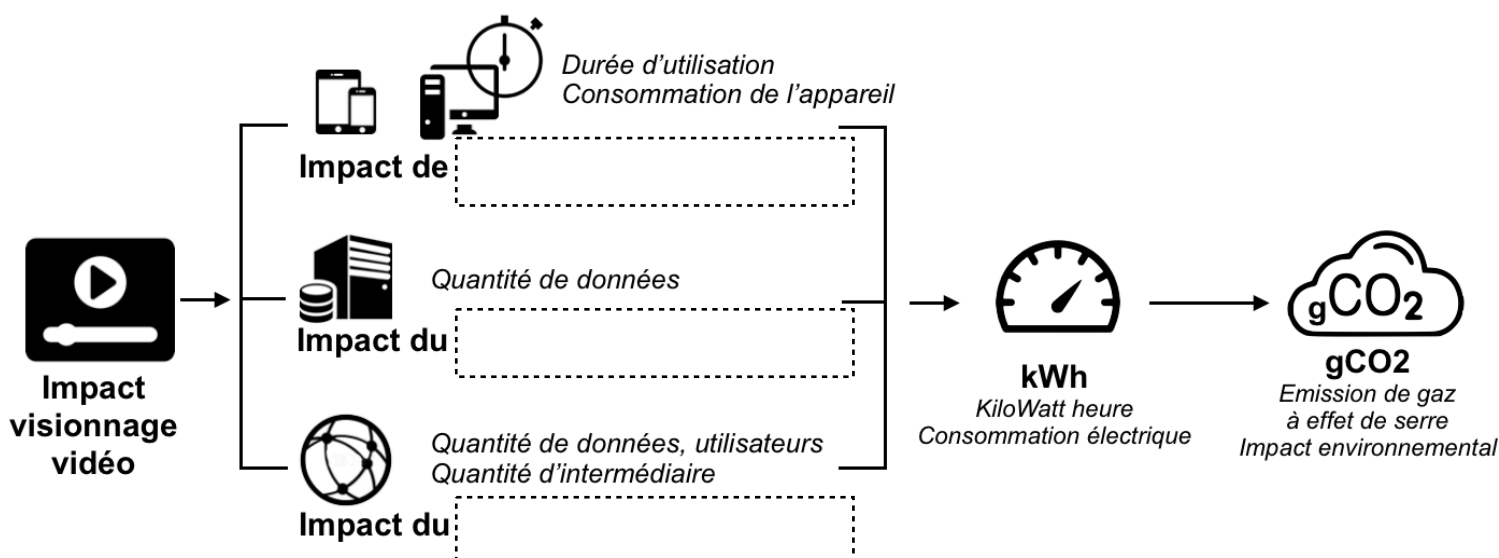 Durée d’utilisation
Consommation de l’appareil
Impact de
Quantité de données
Impact du
Impact
visionnage
vidéo
Quantité de données, utilisateurs
Quantité d’intermédiaire
Impact du
kWh
KiloWatt heure
Consommation électrique
gCO2
gCO2
Emission de gaz
à effet de serre
Impact environnemental